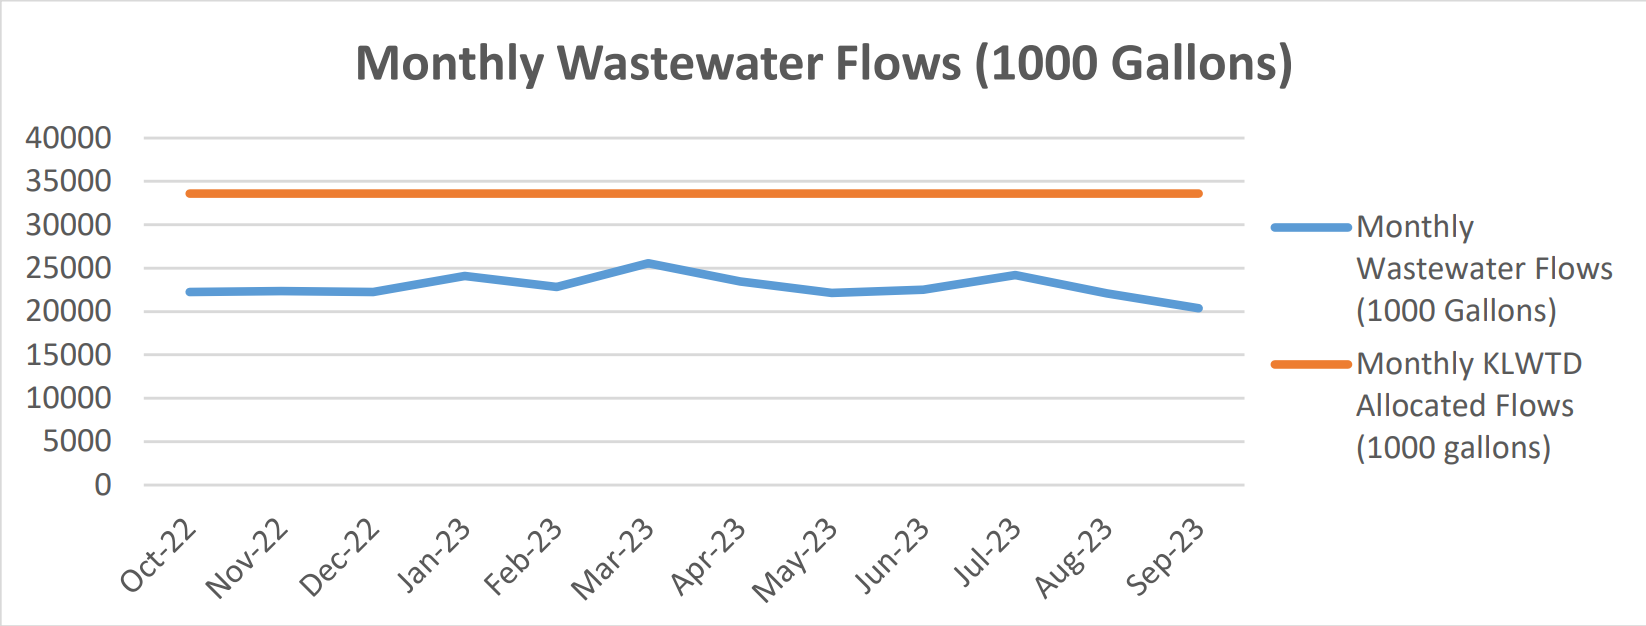 Monthly Wastewater Flows (1000 Gallons)
40000
35000
30000
25000
20000
15000
10000
5000
0
Oct-22
Nov-22
Dec-22
Jan-23
Feb-23
Mar-23
Apr-23
May-23
Jun-23
Jul-23
Aug-23
Sep-23
Monthly
Wastewater Flows
(1000 Gallons)
Monthly KLWTD
Allocated Flows
(1000 gallons)